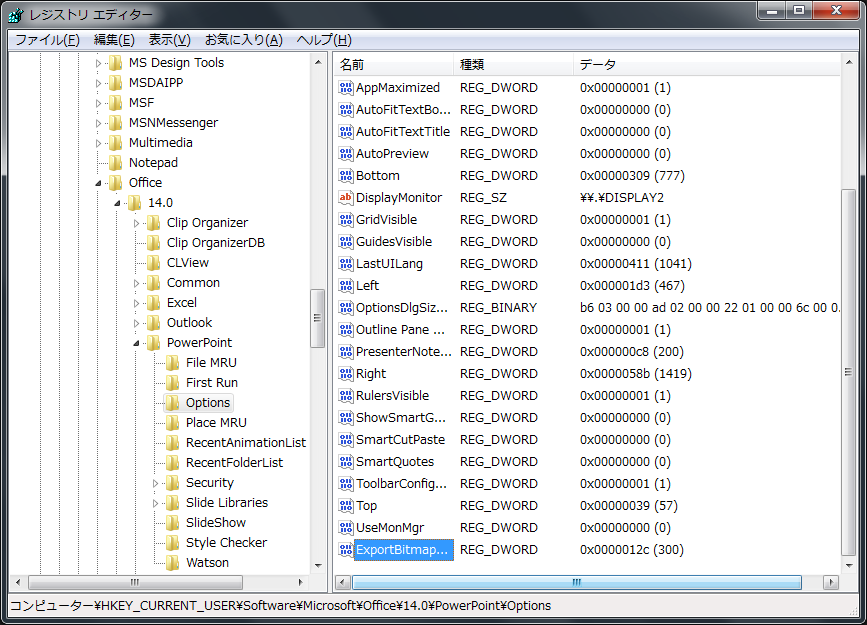 レジストリ エディター
ファイル(F) 編集(E) 表示(V) お気に入り(A) ヘルプ(H)
MS Design Tools
MSDAIPP
MSF
MSNMessenger
Multimedia
Notepad
Office
14.0
Clip Organizer
Clip OrganizerDB
CLView
Common
Excel
Outlook
PowerPoint
File MRU
First Run
Options
Place MRU
RecentAnimationList
RecentFolderList
Security
Slide Libraries
SlideShow
Style Checker
Watson
名前 種類 データ
AppMaximized REG_DWORD 0x00000001 (1)
AutoFitTextBo... REG_DWORD 0x00000000 (0)
AutoFitTextTitle REG_DWORD 0x00000000 (0)
AutoPreview REG_DWORD 0x00000000 (0)
Bottom REG_DWORD 0x00000309 (777)
DisplayMonitor REG_SZ ¥¥.¥DISPLAY2
GridVisible REG_DWORD 0x00000001 (1)
GuidesVisible REG_DWORD 0x00000000 (0)
LastUILang REG_DWORD 0x00000411 (1041)
Left REG_DWORD 0x000001d3 (467)
OptionsDlgSiz... REG_BINARY b6 03 00 00 ad 02 00 00 22 01 00 00 6c 00 0.
Outline Pane ... REG_DWORD 0x00000001 (1)
PresenterNote... REG_DWORD 0x000000c8 (200)
Right REG_DWORD 0x0000058b (1419)
RulersVisible REG_DWORD 0x00000001 (1)
ShowSmartG... REG_DWORD 0x00000000 (0)
SmartCutPaste REG_DWORD 0x00000000 (0)
SmartQuotes REG_DWORD 0x00000000 (0)
ToolbarConfig... REG_DWORD 0x00000001 (1)
Top REG_DWORD 0x00000039 (57)
UseMonMgr REG_DWORD 0x00000000 (0)
ExportBitmap... REG_DWORD 0x0000012c (300)
コンピューター¥HKEY_CURRENT_USER¥Software¥Microsoft¥Office¥14.0¥PowerPoint¥Options